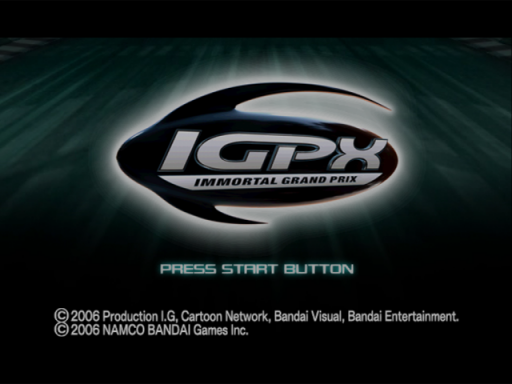 IGPX
IMMORTAL GRAND PRIX
PRESS START BUTTON
© 2006 Production I.G, Cartoon Network, Bandai Visual, Bandai Entertainment.
© 2006 NAMCO BANDAI Games Inc.